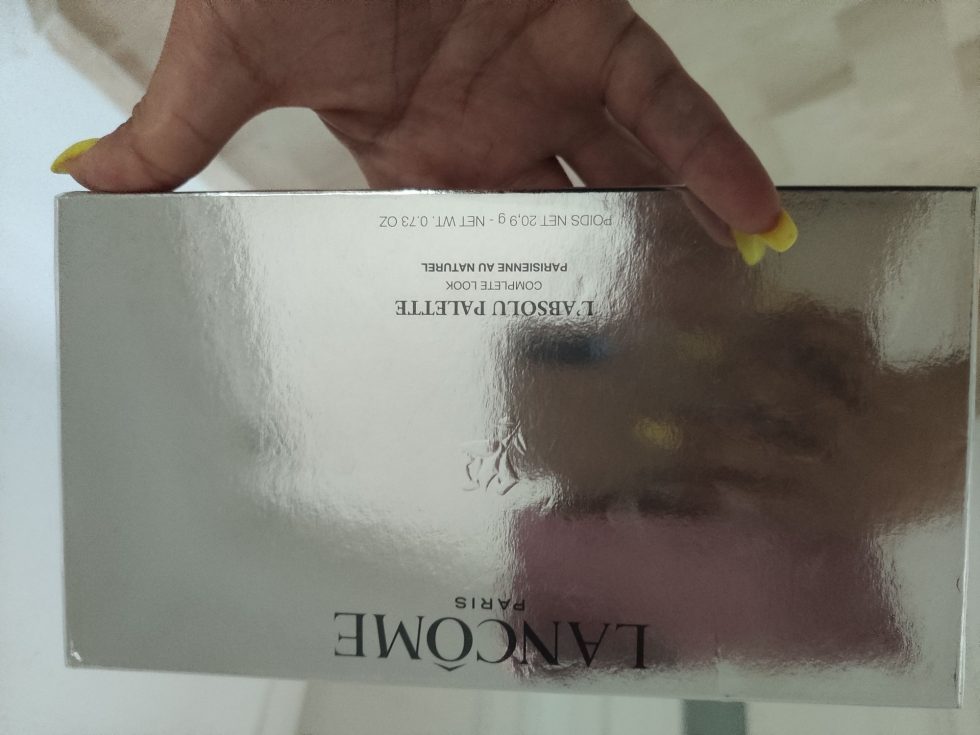 LANCÔME
PARIS
L'ABSOLU PALETTE
COMPLETE LOOK
PARISIENNE AU NATUREL
POIDS NET 20,9 g - NET WT. 0.73 OZ